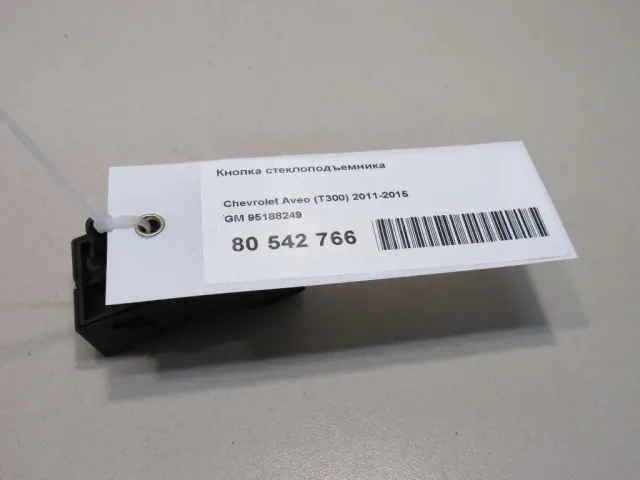 Кнопка стеклоподъемника
Chevrolet Aveo (T300) 2011-2015
GM 95188249
80 542 766